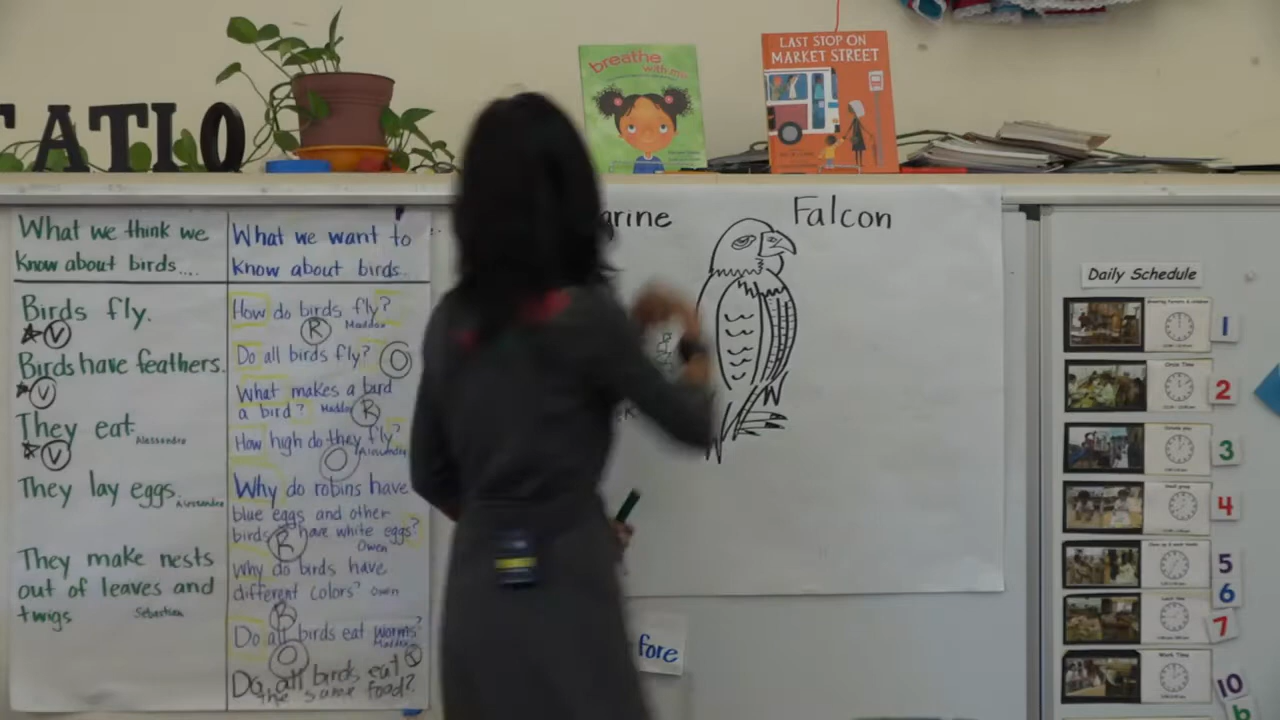 TATIO
breathe
with me
LAST STOP ON
MARKET STREET
What we think we
know about birds....
Birds fly.
V
Birds have feathers.
V
They eat.
Alessandro
V
They lay eggs.
Alessandro
They make nests
out of leaves and
twigs
Sebastian
What we want to
know about birds..
How do birds fly?
R Maddox
Do all birds fly? O
What makes a bird
a bird? Maddox R
How high do they fly?
O Alessandro
Why do robins have
blue eggs and other
birds have white eggs?
R Owen
Why do birds have
different colors? Owen
R
Do all birds eat worms?
Maddox
O R
Do all birds eat
the same food?
grine Falcon
fore
Daily Schedule
1
2
3
4
5
6
7
10
Work Time